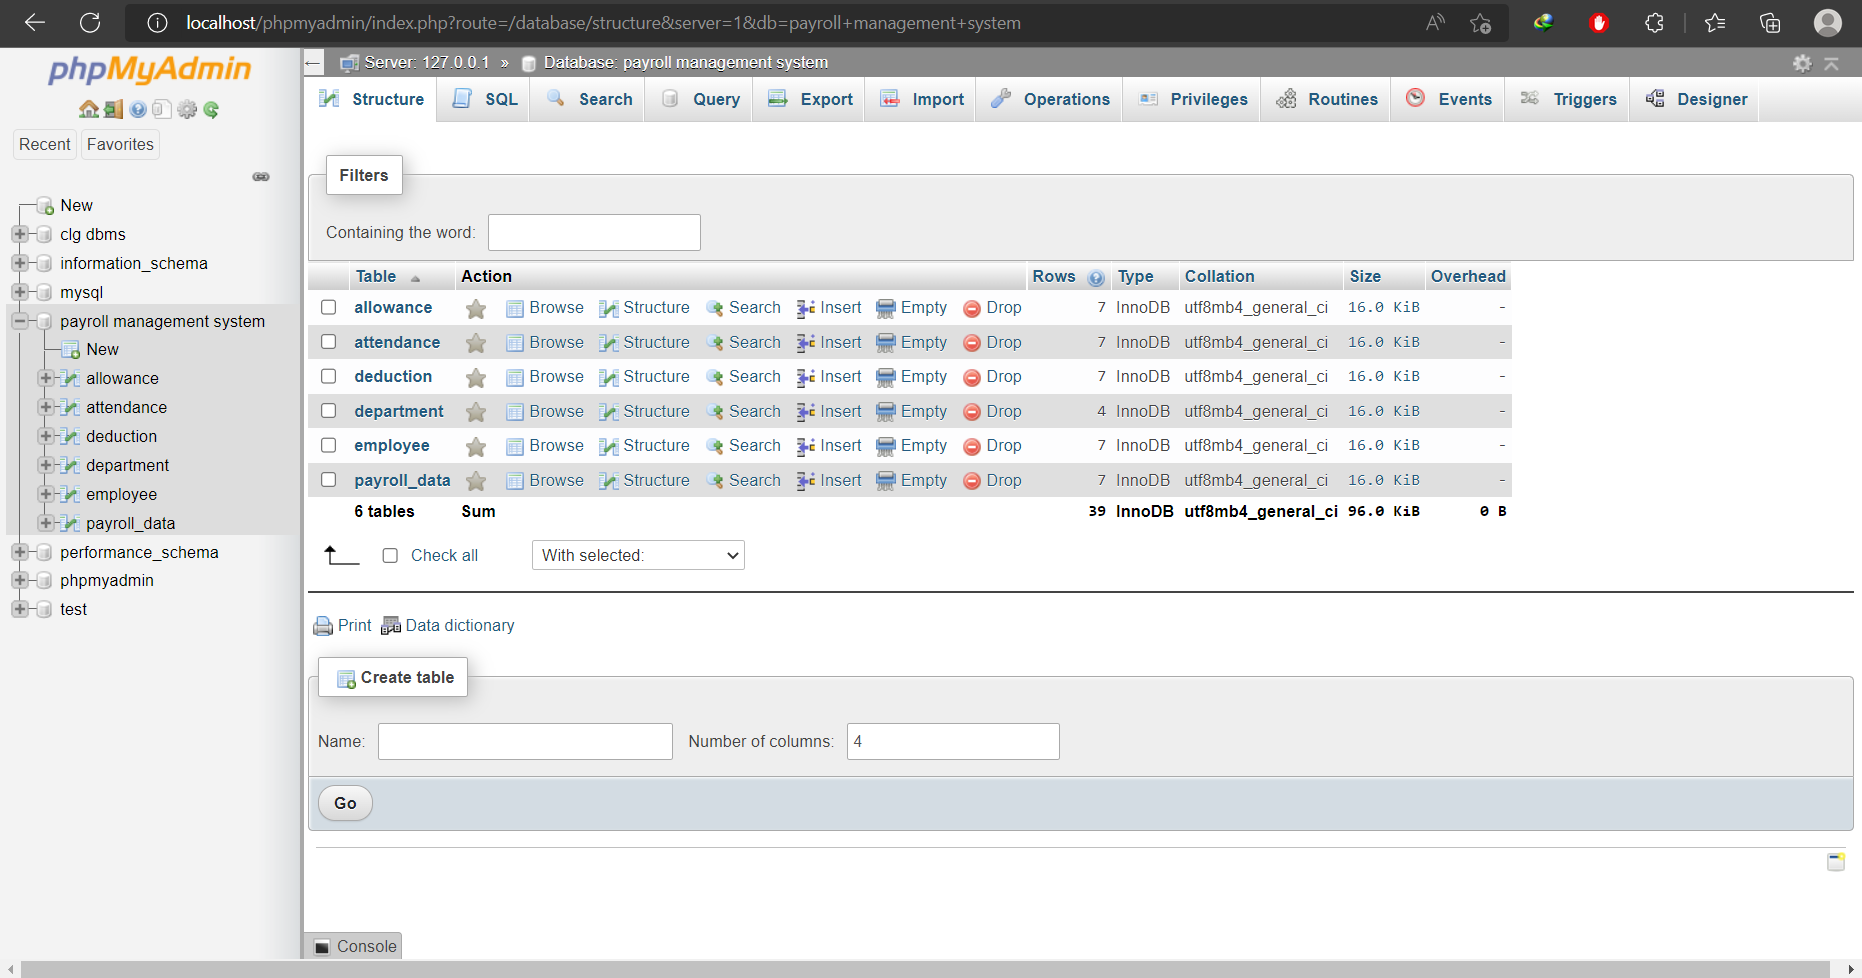 localhost/phpmyadmin/index.php?route=/database/structure&server=1&db=payroll+management+system
phpMyAdmin
Recent Favorites
New
clg dbms
information_schema
mysql
payroll management system
New
allowance
attendance
deduction
department
employee
payroll_data
performance_schema
phpmyadmin
test
Server: 127.0.0.1 » Database: payroll management system
Structure SQL Search Query Export Import Operations Privileges Routines Events Triggers Designer
Filters
Containing the word:
Table Action Rows Type Collation Size Overhead
allowance Browse Structure Search Insert Empty Drop 7 InnoDB utf8mb4_general_ci 16.0 KiB -
attendance Browse Structure Search Insert Empty Drop 7 InnoDB utf8mb4_general_ci 16.0 KiB -
deduction Browse Structure Search Insert Empty Drop 7 InnoDB utf8mb4_general_ci 16.0 KiB -
department Browse Structure Search Insert Empty Drop 4 InnoDB utf8mb4_general_ci 16.0 KiB -
employee Browse Structure Search Insert Empty Drop 7 InnoDB utf8mb4_general_ci 16.0 KiB -
payroll_data Browse Structure Search Insert Empty Drop 7 InnoDB utf8mb4_general_ci 16.0 KiB -
6 tables Sum 39 InnoDB utf8mb4_general_ci 96.0 KiB 0 B
Check all With selected:
Print Data dictionary
Create table
Name: Number of columns: 4
Go
Console